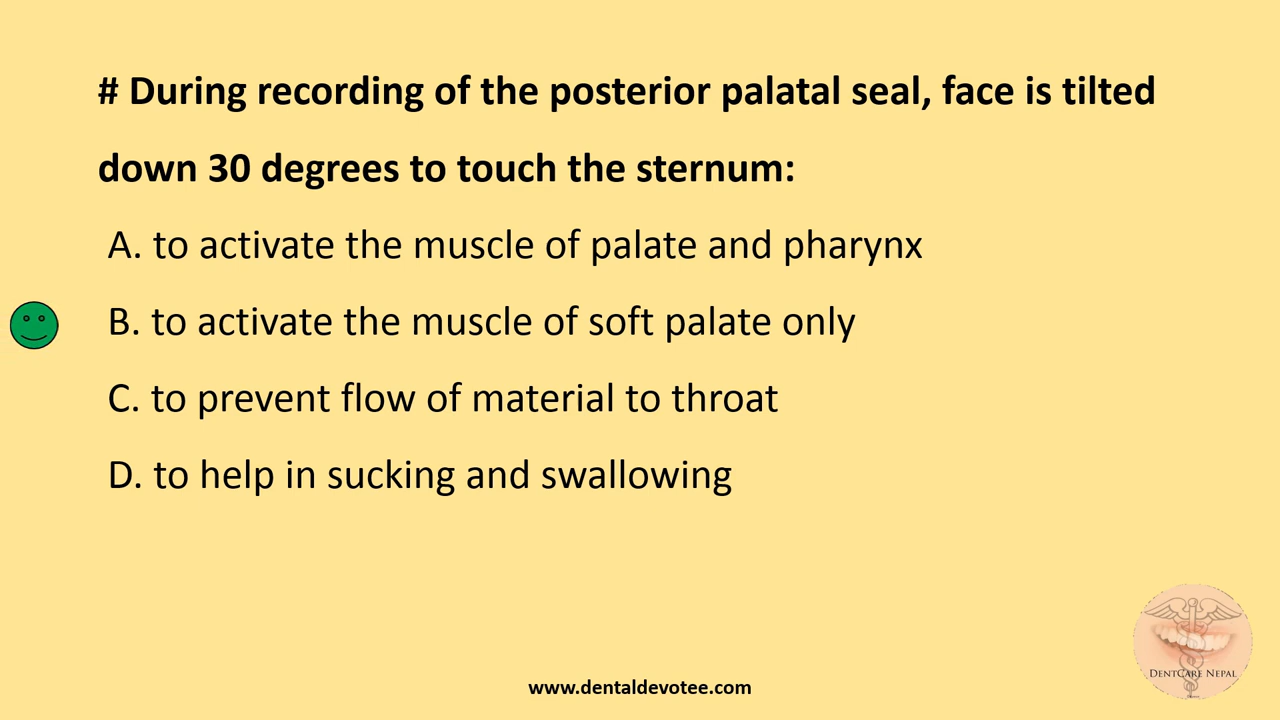 # During recording of the posterior palatal seal, face is tilted
down 30 degrees to touch the sternum:
A. to activate the muscle of palate and pharynx
B. to activate the muscle of soft palate only
C. to prevent flow of material to throat
D. to help in sucking and swallowing
DENTCARE NEPAL
www.dentaldevotee.com